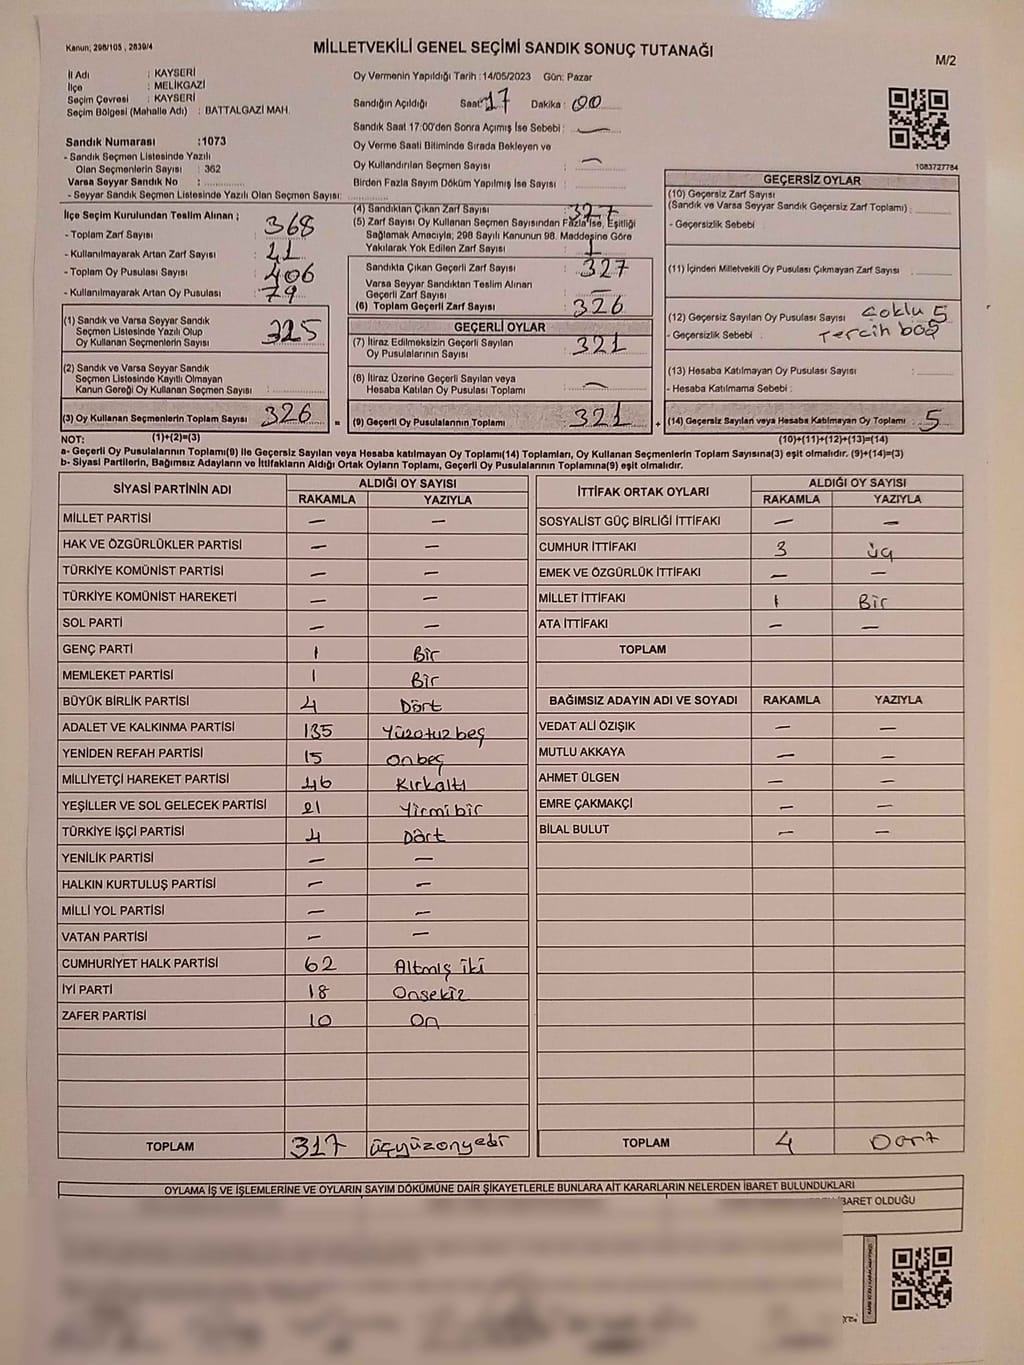 Kanun; 298/105 , 2839/4
MİLLETVEKİLİ GENEL SEÇİMİ SANDIK SONUÇ TUTANAĞI
M/2
İl Adı : KAYSERİ
İlçe : MELİKGAZİ
Seçim Çevresi : KAYSERİ
Seçim Bölgesi (Mahalle Adı) : BATTALGAZİ MAH.
Sandık Numarası :1073
- Sandık Seçmen Listesinde Yazılı
Olan Seçmenlerin Sayısı : 362
Varsa Seyyar Sandık No :
- Seyyar Sandık Seçmen Listesinde Yazılı Olan Seçmen Sayısı:
Oy Vermenin Yapıldığı Tarih :14/05/2023 Gün: Pazar
Sandığın Açıldığı Saat: 17 Dakika : 00
Sandık Saat 17:00'den Sonra Açımış İse Sebebi : —
Oy Verme Saati Bitiminde Sırada Bekleyen ve
Oy Kullandırılan Seçmen Sayısı : —
Birden Fazla Sayım Döküm Yapılmış İse Sayısı :
1083727784
İlçe Seçim Kurulundan Teslim Alınan ;
- Toplam Zarf Sayısı : 368
- Kullanılmayarak Artan Zarf Sayısı : 41
- Toplam Oy Pusulası Sayısı : 406
- Kullanılmayarak Artan Oy Pusulası : 79
(1) Sandık ve Varsa Seyyar Sandık
Seçmen Listesinde Yazılı Olup
Oy Kullanan Seçmenlerin Sayısı : 325
(2) Sandık ve Varsa Seyyar Sandık
Seçmen Listesinde Kayıtlı Olmayan
Kanun Gereği Oy Kullanan Seçmen Sayısı :
(3) Oy Kullanan Seçmenlerin Toplam Sayısı : 326
(4) Sandıktan Çıkan Zarf Sayısı : 327
(5) Zarf Sayısı Oy Kullanan Seçmen Sayısından Fazla İse, Eşitliği
Sağlamak Amacıyla; 298 Sayılı Kanunun 98. Maddesine Göre
Yakılarak Yok Edilen Zarf Sayısı : 1
Sandıkta Çıkan Geçerli Zarf Sayısı : 327
Varsa Seyyar Sandıktan Teslim Alınan
Geçerli Zarf Sayısı : —
(6) Toplam Geçerli Zarf Sayısı : 326
GEÇERLİ OYLAR
(7) İtiraz Edilmeksizin Geçerli Sayılan
Oy Pusulalarının Sayısı : 321
(8) İtiraz Üzerine Geçerli Sayılan veya
Hesaba Katılan Oy Pusulası Toplamı : —
= (9) Geçerli Oy Pusulalarının Toplamı : 321
GEÇERSİZ OYLAR
(10) Geçersiz Zarf Sayısı
(Sandık ve Varsa Seyyar Sandık Geçersiz Zarf Toplamı) :
- Geçersizlik Sebebi :
(11) İçinden Milletvekili Oy Pusulası Çıkmayan Zarf Sayısı :
(12) Geçersiz Sayılan Oy Pusulası Sayısı : çoklu 5
- Geçersizlik Sebebi : Tercih boş
(13) Hesaba Katılmayan Oy Pusulası Sayısı :
- Hesaba Katılmama Sebebi :
+ (14) Geçersiz Sayılan veya Hesaba Katılmayan Oy Toplamı : 5
NOT: (1)+(2)=(3)
(10)+(11)+(12)+(13)=(14)
a- Geçerli Oy Pusulalarının Toplamı(9) ile Geçersiz Sayılan veya Hesaba katılmayan Oy Toplamı(14) Toplamları, Oy Kullanan Seçmenlerin Toplam Sayısına(3) eşit olmalıdır. (9)+(14)=(3)
b- Siyasi Partilerin, Bağımsız Adayların ve İttifakların Aldığı Ortak Oyların Toplamı, Geçerli Oy Pusulalarının Toplamına(9) eşit olmalıdır.
SİYASİ PARTİNİN ADI ALDIĞI OY SAYISI
RAKAMLA YAZIYLA
MİLLET PARTİSİ — —
HAK VE ÖZGÜRLÜKLER PARTİSİ — —
TÜRKİYE KOMÜNİST PARTİSİ — —
TÜRKİYE KOMÜNİST HAREKETİ — —
SOL PARTİ — —
GENÇ PARTİ 1 Bir
MEMLEKET PARTİSİ 1 Bir
BÜYÜK BİRLİK PARTİSİ 4 Dört
ADALET VE KALKINMA PARTİSİ 135 Yüzotuzbeş
YENİDEN REFAH PARTİSİ 15 Onbeş
MİLLİYETÇİ HAREKET PARTİSİ 46 Kırkaltı
YEŞİLLER VE SOL GELECEK PARTİSİ 21 Yirmibir
TÜRKİYE İŞÇİ PARTİSİ 4 Dört
YENİLİK PARTİSİ — —
HALKIN KURTULUŞ PARTİSİ — —
MİLLİ YOL PARTİSİ — —
VATAN PARTİSİ — —
CUMHURİYET HALK PARTİSİ 62 Altmış iki
İYİ PARTİ 18 Onsekiz
ZAFER PARTİSİ 10 On
TOPLAM 317 üçyüzonyedir
İTTİFAK ORTAK OYLARI ALDIĞI OY SAYISI
RAKAMLA YAZIYLA
SOSYALİST GÜÇ BİRLİĞİ İTTİFAKI — —
CUMHUR İTTİFAKI 3 üç
EMEK VE ÖZGÜRLÜK İTTİFAKI — —
MİLLET İTTİFAKI 1 Bir
ATA İTTİFAKI — —
TOPLAM
BAĞIMSIZ ADAYIN ADI VE SOYADI RAKAMLA YAZIYLA
VEDAT ALİ ÖZIŞIK — —
MUTLU AKKAYA — —
AHMET ÜLGEN — —
EMRE ÇAKMAKÇİ — —
BİLAL BULUT — —
TOPLAM 4 Dört
OYLAMA İŞ VE İŞLEMLERİNE VE OYLARIN SAYIM DÖKÜMÜNE DAİR ŞİKAYETLERLE BUNLARA AİT KARARLARIN NELERDEN İBARET BULUNDUKLARI
İBARET OLDUĞU